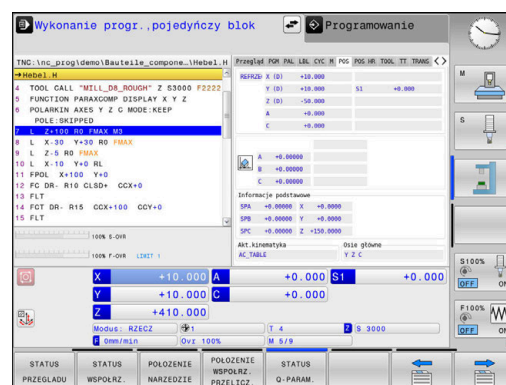 Wykonanie progr.,pojedyńczy blok
Programowanie
TNC:\nc_prog\demo\Bauteile_compone…\Hebel.H
→Hebel.H
4 TOOL CALL "MILL_D8_ROUGH" Z S3000 F2222
5 FUNCTION PARAXCOMP DISPLAY X Y Z
6 POLARKIN AXES Y Z C MODE:KEEP
POLE:SKIPPED
7 L Z+100 R0 FMAX M3
8 L X-30 Y+30 R0 FMAX
9 L Z-5 R0 FMAX
10 L X-10 Y+0 RL
11 FPOL X+100 Y+0
12 FC DR- R10 CLSD+ CCX+0
13 FLT
14 FCT DR- R15 CCX+100 CCY+0
15 FLT
100% S-OVR
100% F-OVR LIMIT 1
Przegląd PGM PAL LBL CYC M POS POS HR TOOL TT TRANS
X (D) +10.000
Y (D) +10.000 S1 +0.000
Z (D) -50.000
A +0.000
C +0.000
A +0.00000
B +0.00000
C +0.00000
Informacje podstawowe
SPA +0.00000 X +0.0000
SPB +0.00000 Y +0.0000
SPC +0.00000 Z +150.0000
Akt.kinematyka Osie główne
AC_TABLE Y Z C
X +10.000 A +0.000 S1 +0.000
Y +10.000 C +0.000
Z +410.000
Modus: RZECZ 1 T 4 Z S 3000
F 0mm/min Ovr 100% M 5/9
M
S
S100%
OFF ON
F100%
OFF ON
STATUS PRZEGLADU
STATUS WSPOŁRZ.
POŁOZENIE NARZEDZIE
POŁOZENIE WSPOŁRZ. PRZELICZ.
STATUS Q-PARAM.